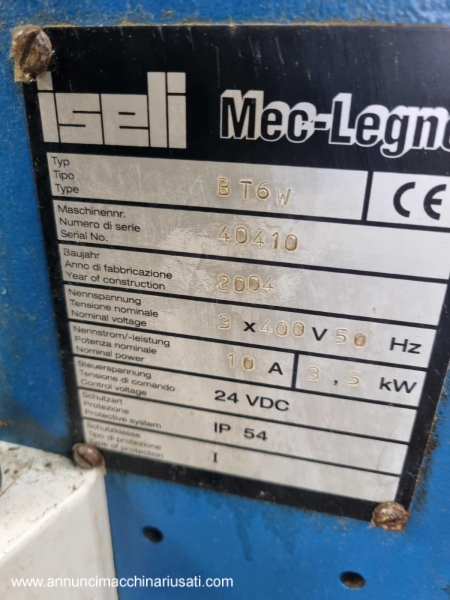 iseli Mec-Legno
Typ
Tipo
Type
BT6W
CE
Maschinennr.
Numero di serie
Serial No.
40410
Baujahr
Anno di fabbricazione
Year of construction
2004
Nennspannung
Tensione nominale
Nominal voltage
3 x 400 V 50 Hz
Nennstrom/-leistung
Potenza nominale
Nominal power
10 A 3,5 kW
Steuerspannung
Tensione di comando
Control voltage
24 VDC
Schutzart
Protezione
Protective system
IP 54
Schutzklasse
Tipo di protezione
Type of protection
I
www.annuncimacchinariusati.com